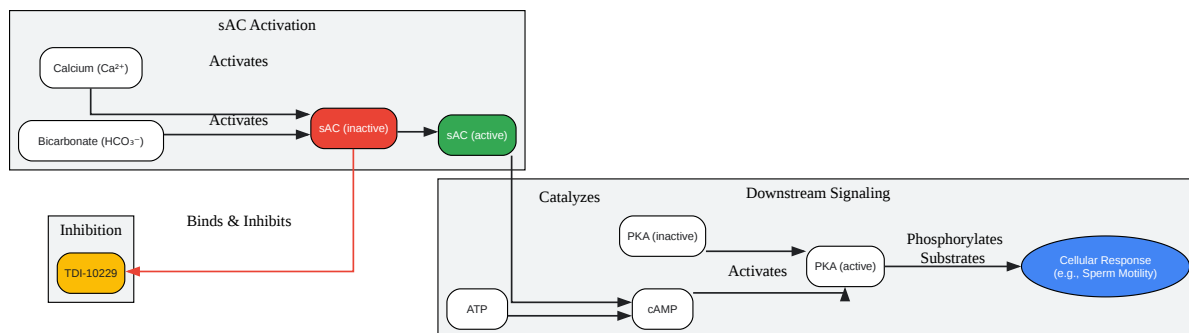 sAC Activation
Activates
Calcium (Ca²⁺)
Activates
Bicarbonate (HCO₃⁻)
sAC (inactive)
sAC (active)
Catalyzes
Downstream Signaling
Binds & Inhibits
Inhibition
TDI-10229
PKA (inactive)
Activates
PKA (active)
Phosphorylates
Substrates
Cellular Response
(e.g., Sperm Motility)
ATP
cAMP